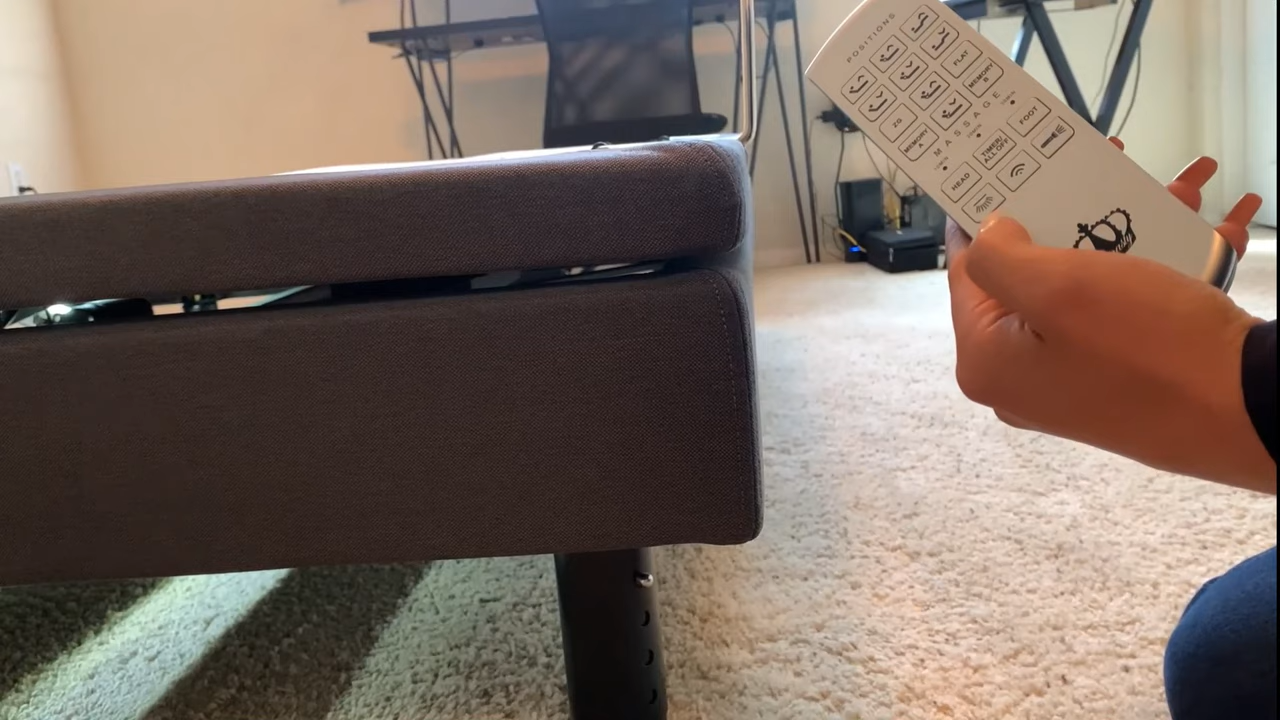 POSITIONS
FLAT
ZG
MEMORY A
MEMORY B
MASSAGE
HEAD
TIMER/
ALL OFF
FOOT